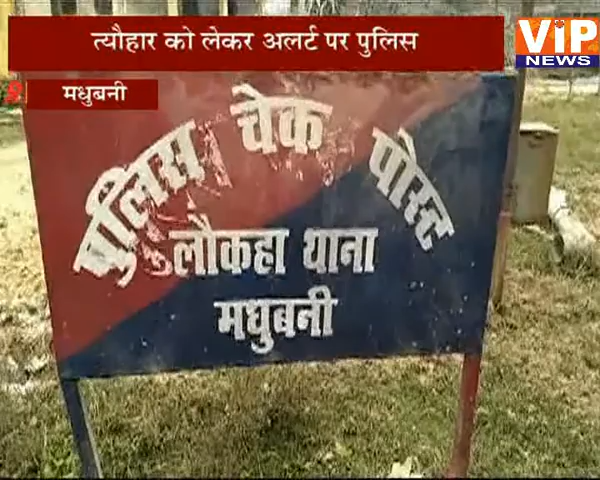 त्यौहार को लेकर अलर्ट पर पुलिस
VIP
NEWS
मधुबनी
पुलिस चेक पोस्ट
लौकहा थाना
मधुबनी